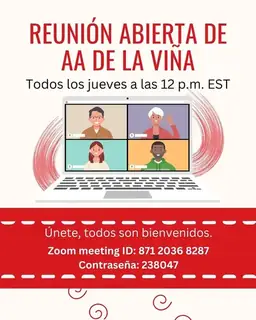 REUNIÓN ABIERTA DE
AA DE LA VIÑA
Todos los jueves a las 12 p.m. EST
Únete, todos son bienvenidos.
Zoom meeting ID: 871 2036 8287
Contraseña: 238047